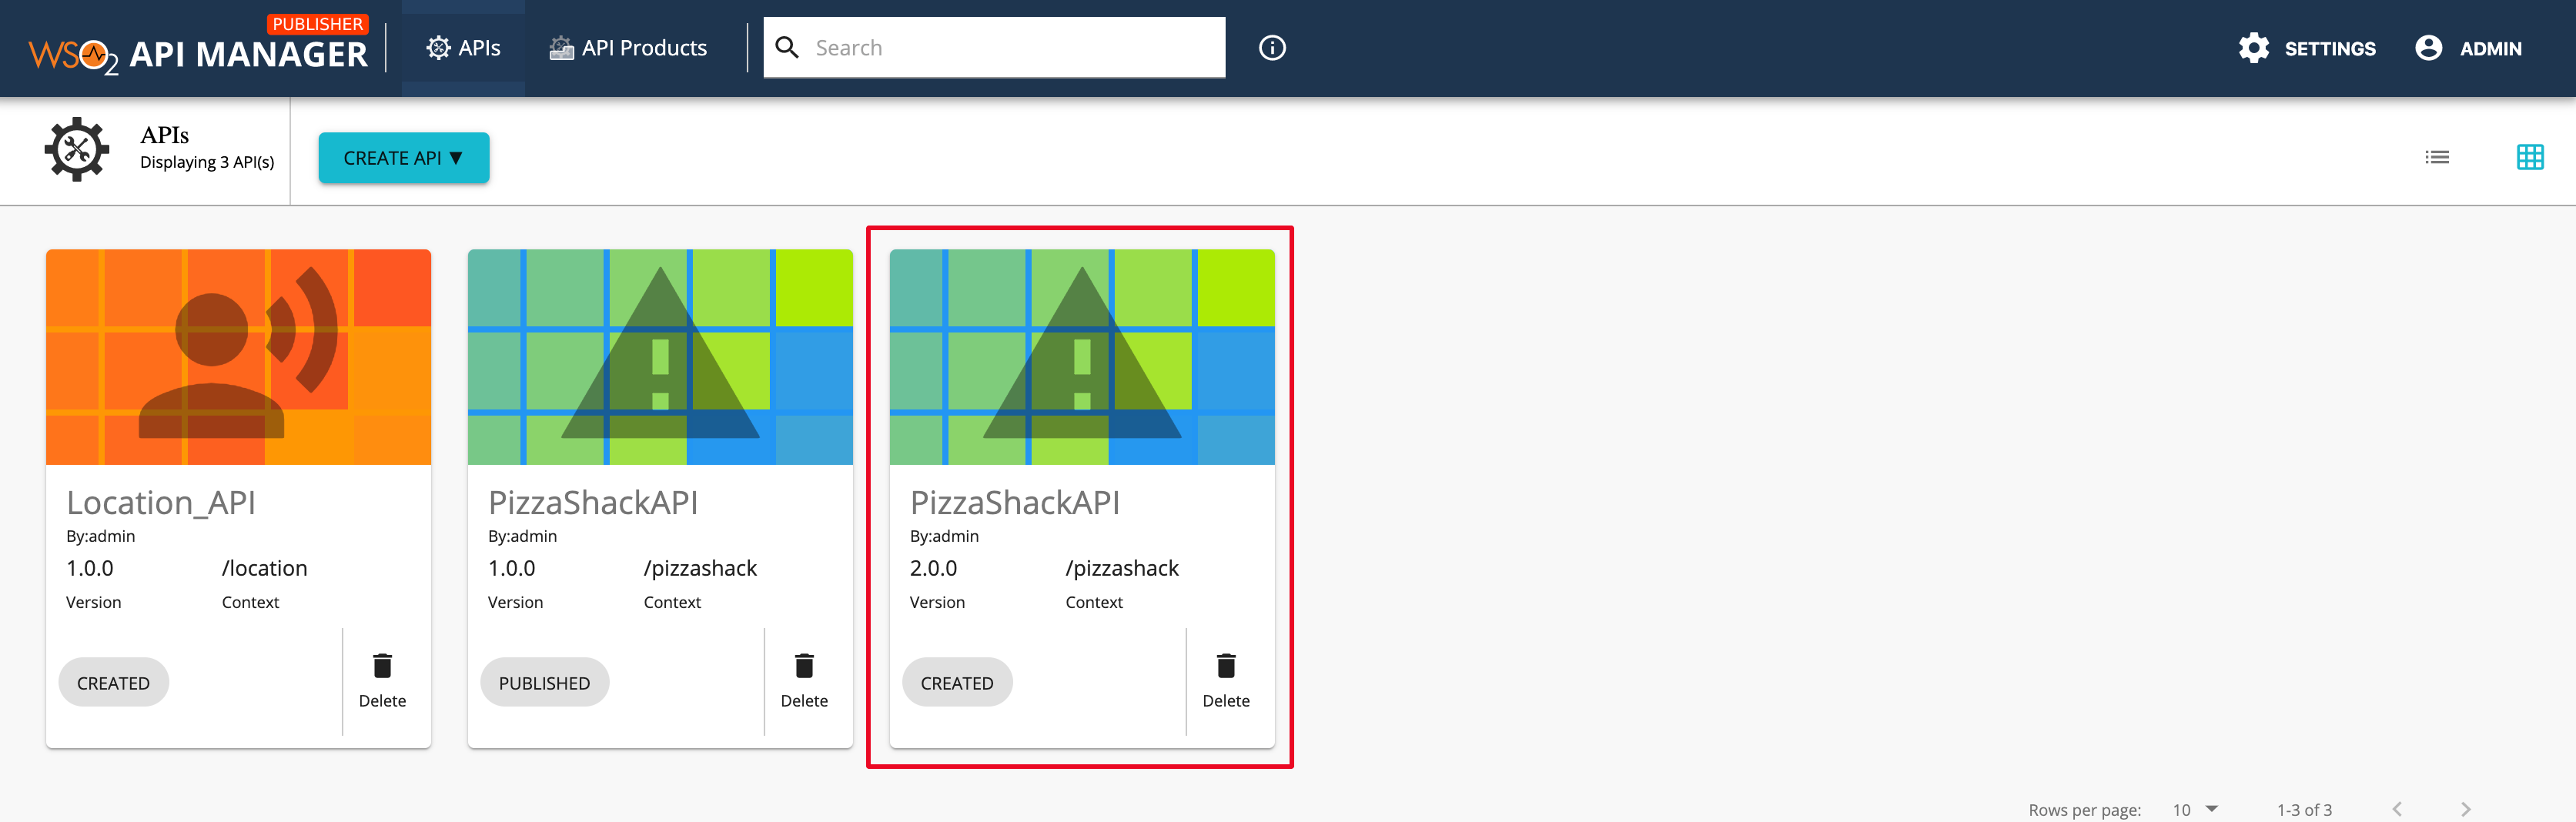 PUBLISHER
WSO2 API MANAGER
APIs
API Products
Search
SETTINGS
ADMIN
APIs
Displaying 3 API(s)
CREATE API ▼
Location_API
By:admin
1.0.0 /location
Version Context
CREATED
Delete
PizzaShackAPI
By:admin
1.0.0 /pizzashack
Version Context
PUBLISHED
Delete
PizzaShackAPI
By:admin
2.0.0 /pizzashack
Version Context
CREATED
Delete
Rows per page: 10 1-3 of 3